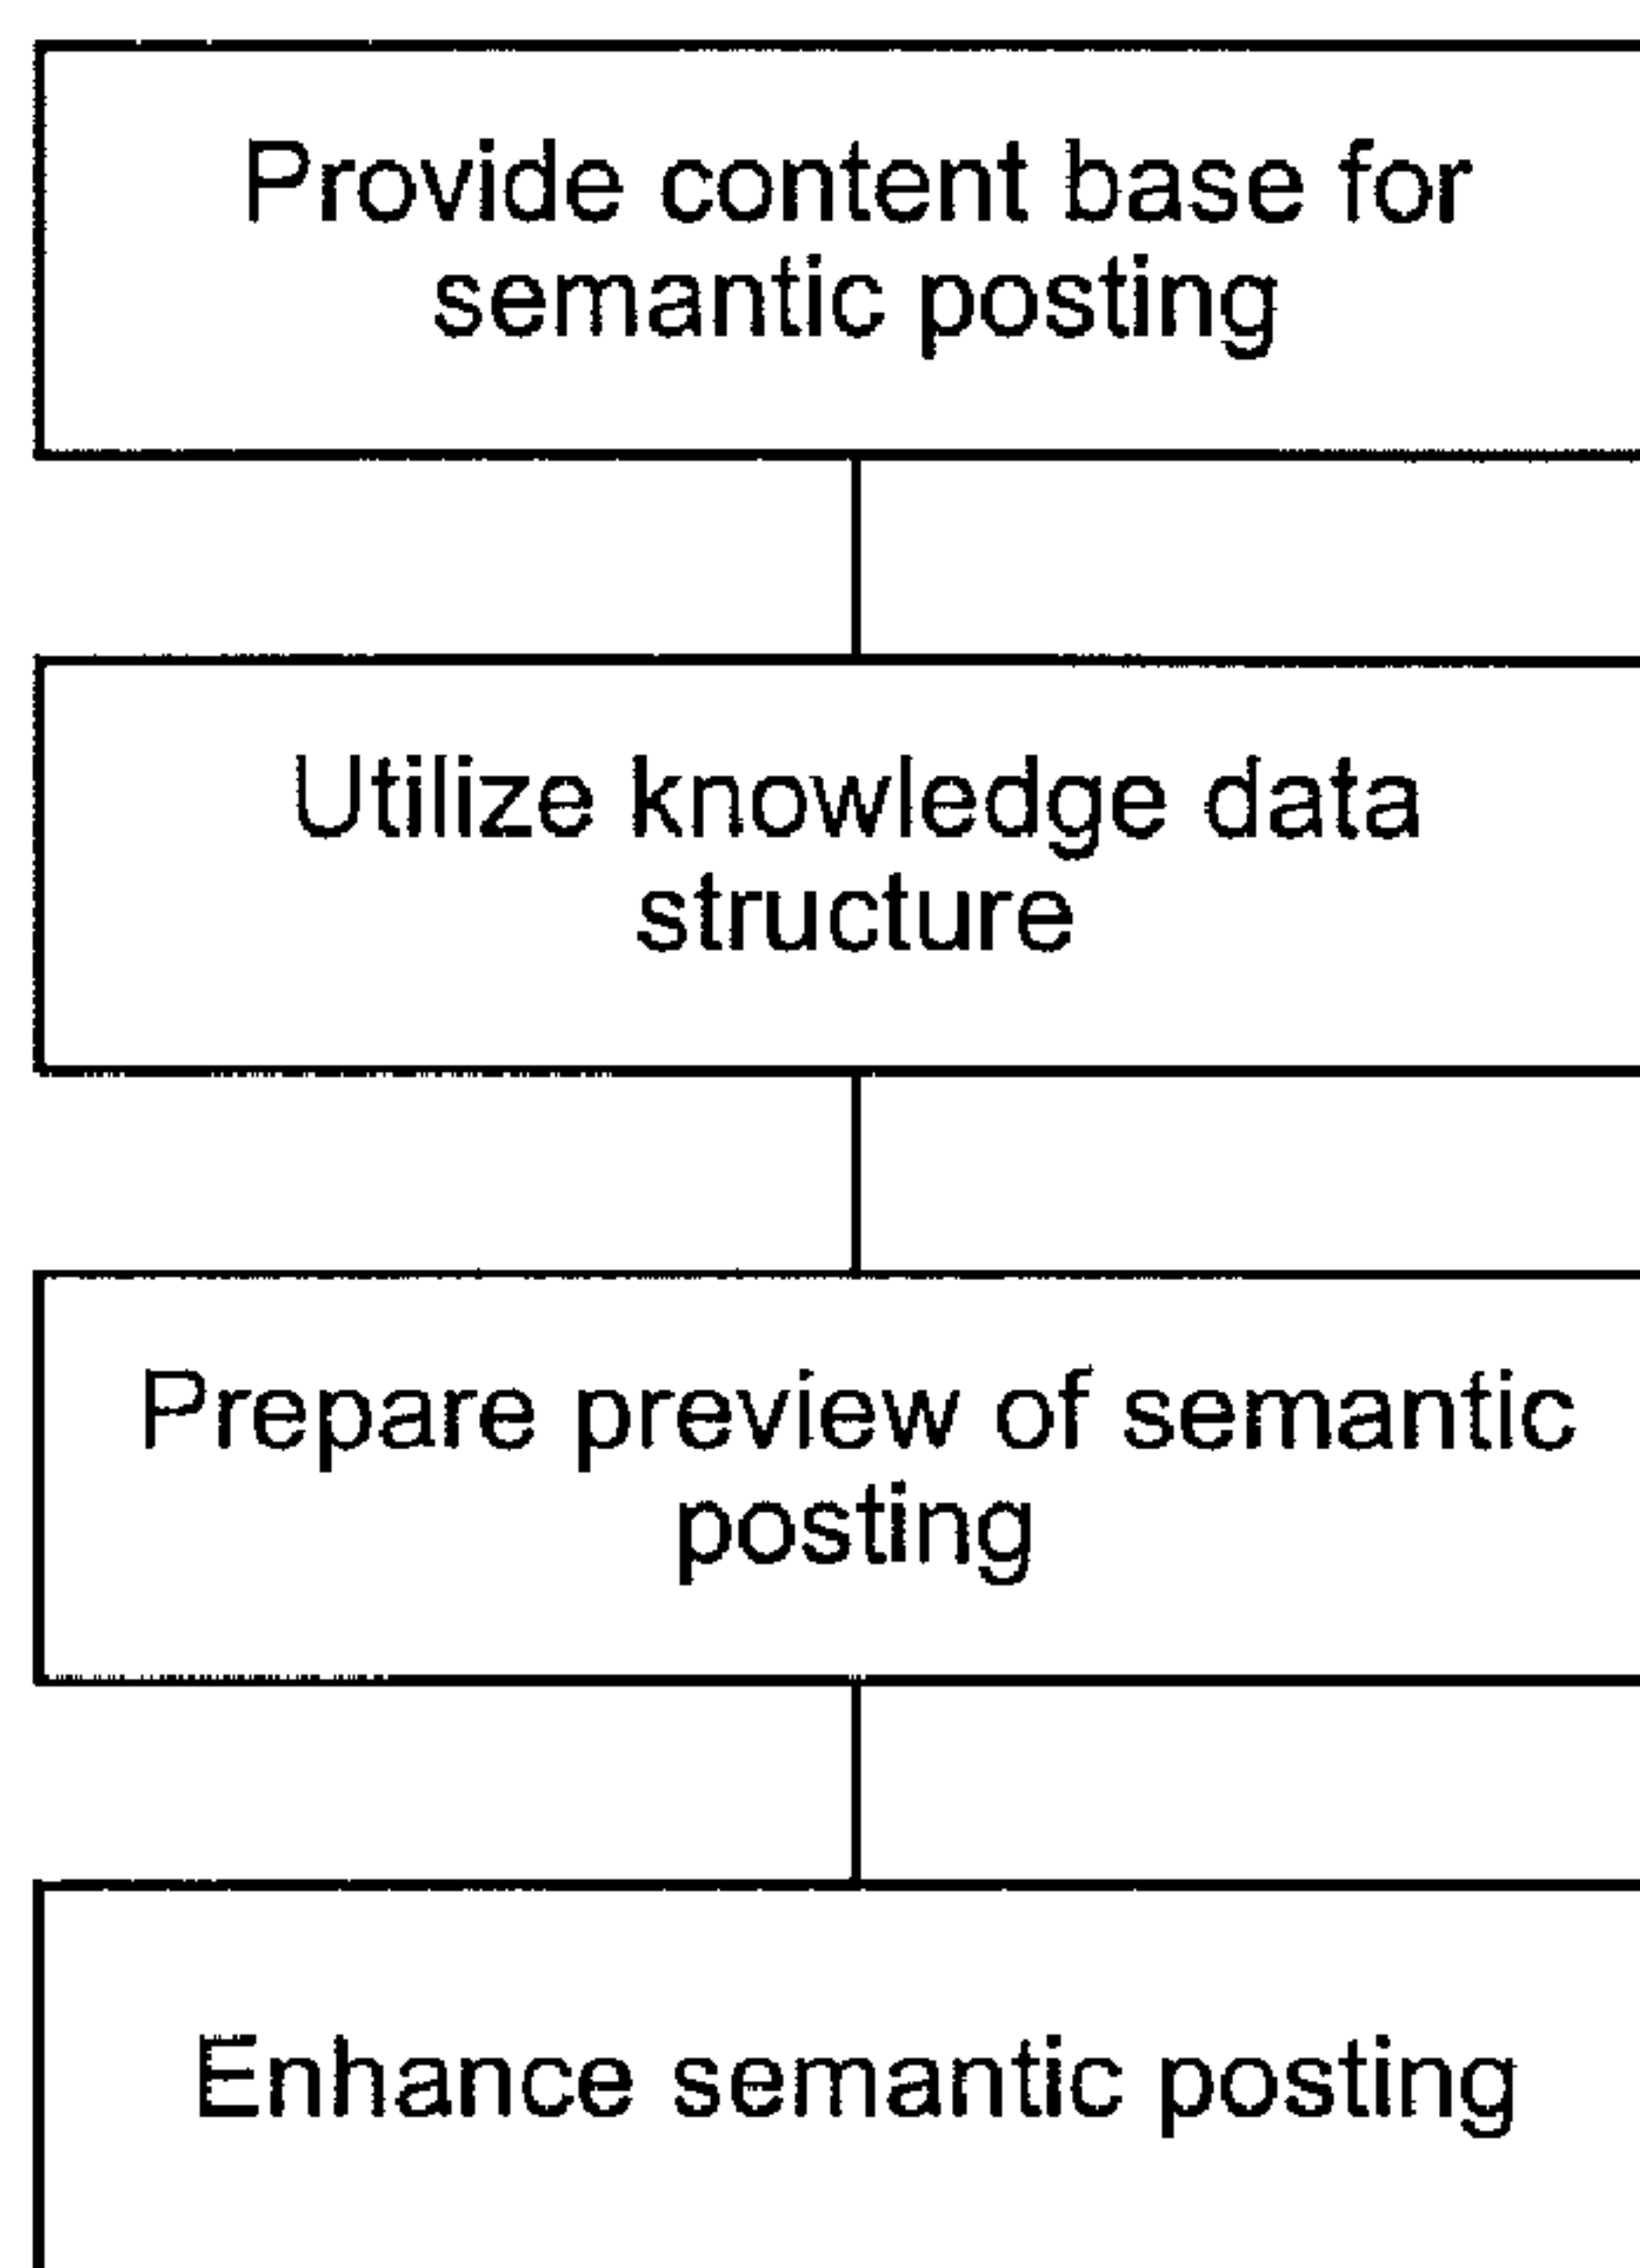 Provide content base for
semantic posting
Utilize knowledge data
structure
Prepare preview of semantic
posting
Enhance semantic posting